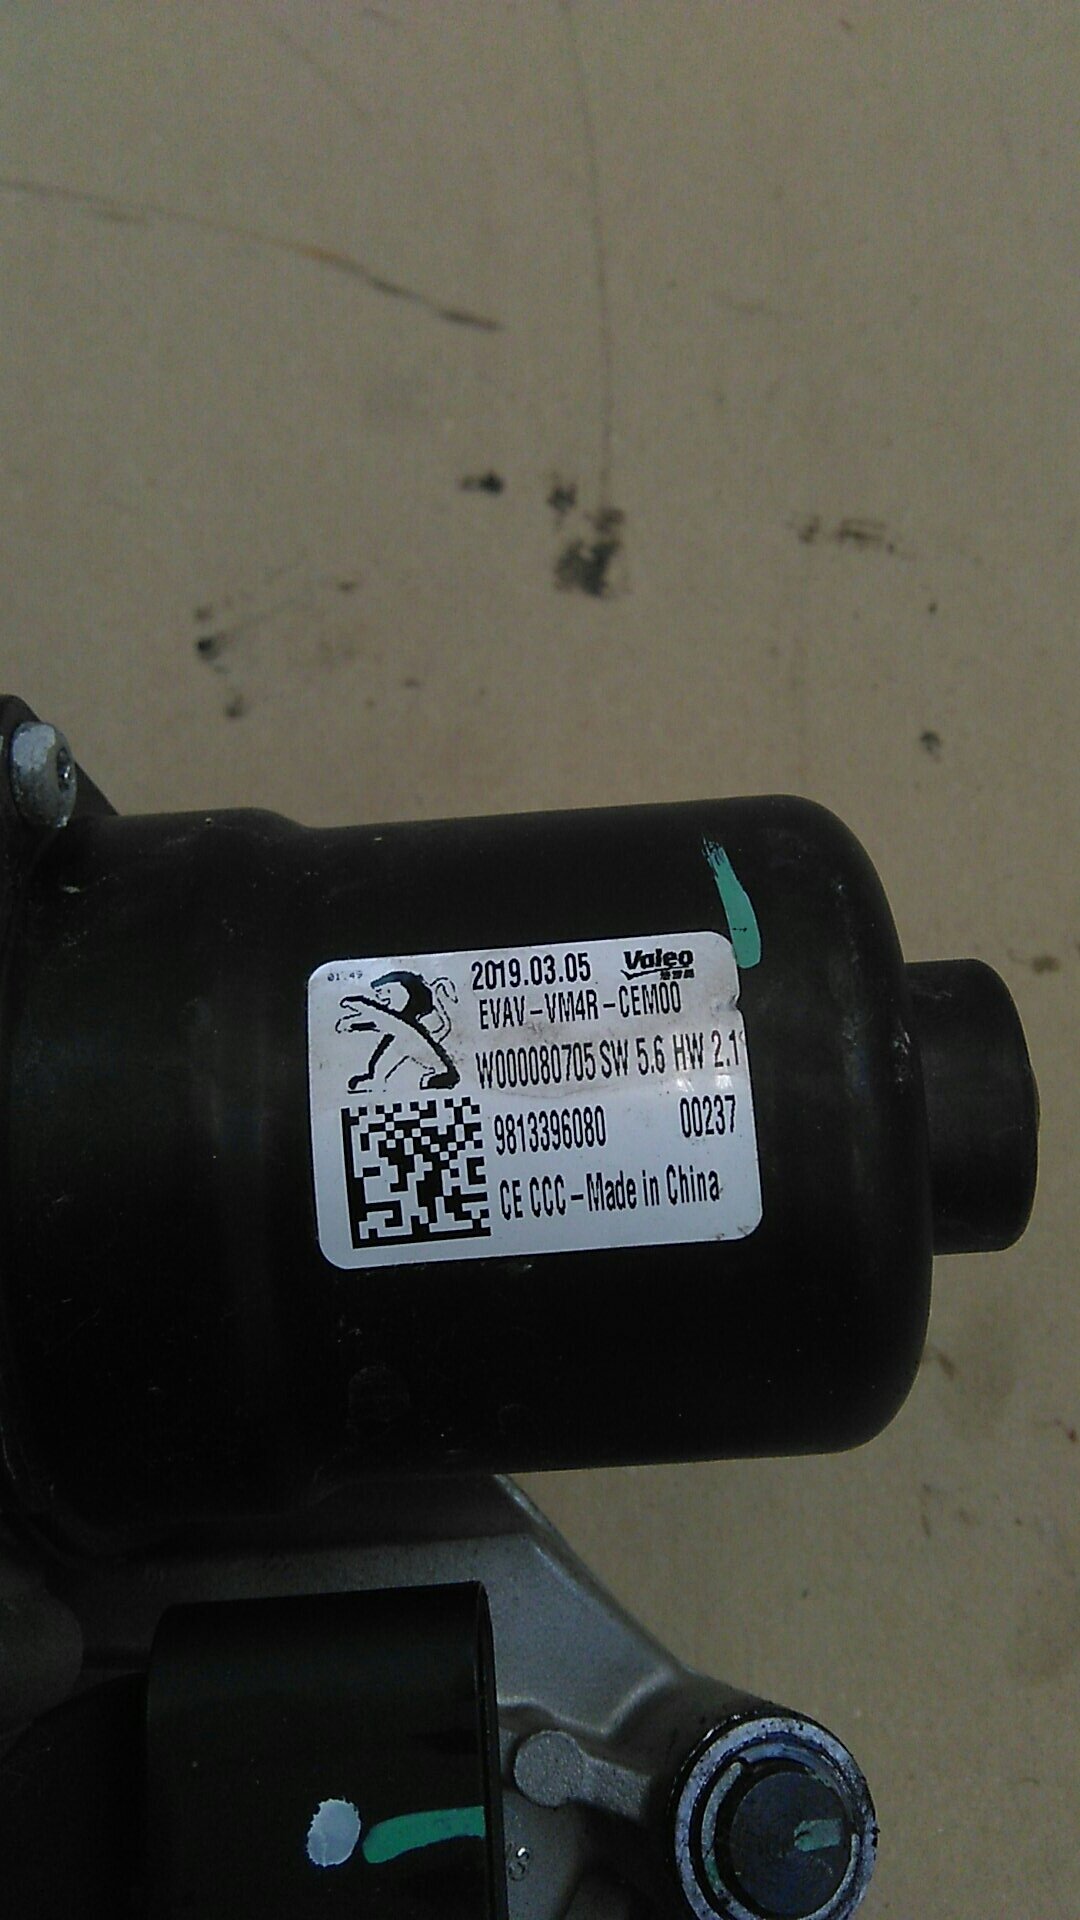 2019.03.05 Valeo
EVAV-VM4R-CEM00
W000080705 SW 5.6 HW 2.1
9813396080 00237
CE CCC-Made in China